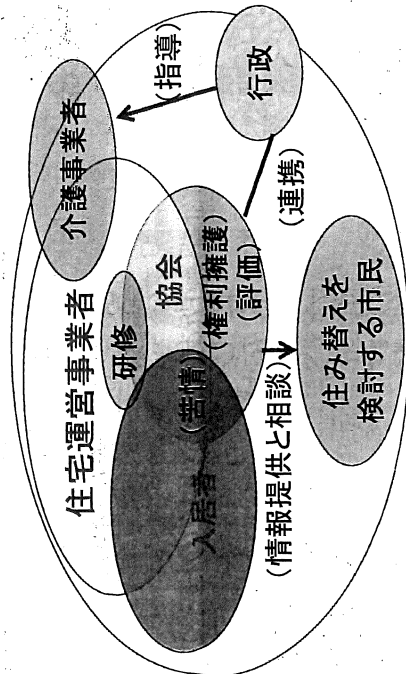 住宅運営事業者
介護事業者
(指導)
行政
研修
協会
(苦情)
(権利擁護)
(評価)
(連携)
入居者
(情報提供と相談)
住み替えを
検討する市民